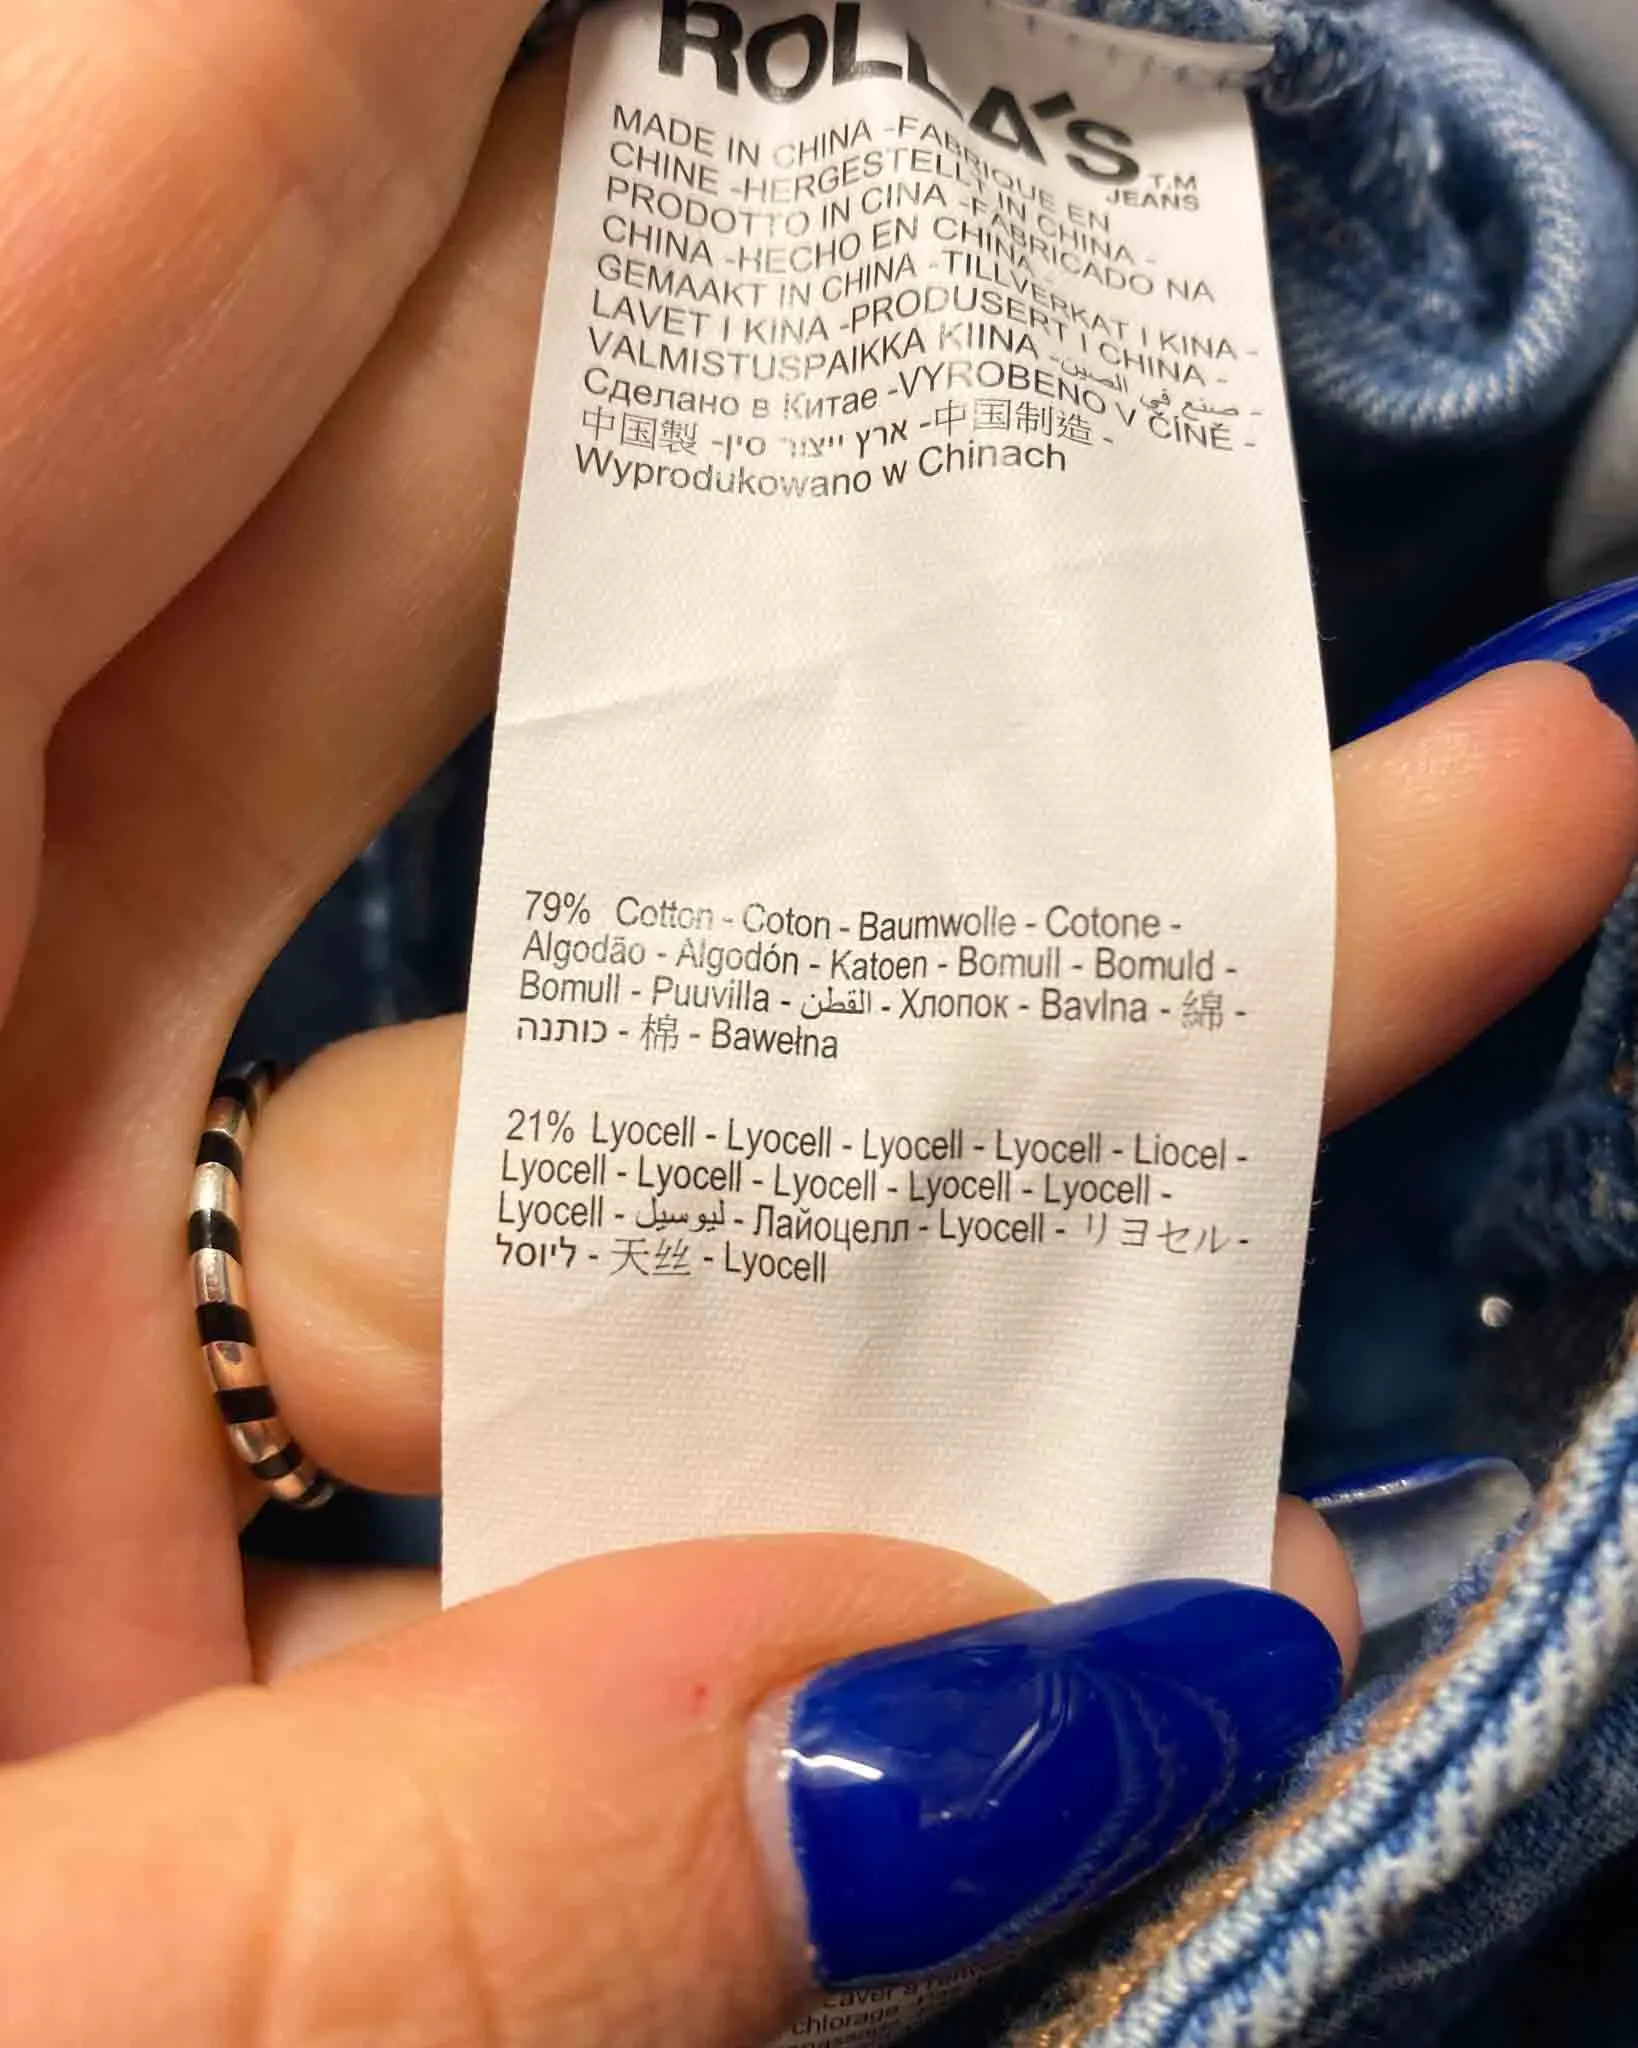 ROLLA'S T.M
JEANS
MADE IN CHINA -FABRIQUE EN
CHINE -HERGESTELLT IN CHINA -
PRODOTTO IN CINA -FABRICADO NA
CHINA -HECHO EN CHINA -
GEMAAKT IN CHINA -TILLVERKAT I KINA -
LAVET I KINA -PRODUSERT I CHINA -
VALMISTUSPAIKKA KIINA - صنع في الصين -
Сделано в Китае -VYROBENO V ČÍNĚ -
中国製 -ארץ ייצור סין -中国制造 -
Wyprodukowano w Chinach
79% Cotton - Coton - Baumwolle - Cotone -
Algodão - Algodón - Katoen - Bomull - Bomuld -
Bomull - Puuvilla - القطن - Хлопок - Bavlna - 綿 -
כותנה - 棉 - Bawełna
21% Lyocell - Lyocell - Lyocell - Lyocell - Liocel -
Lyocell - Lyocell - Lyocell - Lyocell - Lyocell -
Lyocell - ليوسيل - Лайоцелл - Lyocell - リヨセル -
ליוסל - 天丝 - Lyocell
chlorage